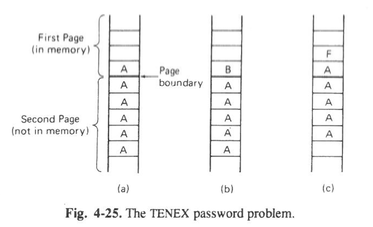 First Page
(in memory)
F
A B A
Page
boundary
A A A
A A A
Second Page
(not in memory)
A A A
A A A
A A
(a) (b) (c)
Fig. 4-25. The TENEX password problem.